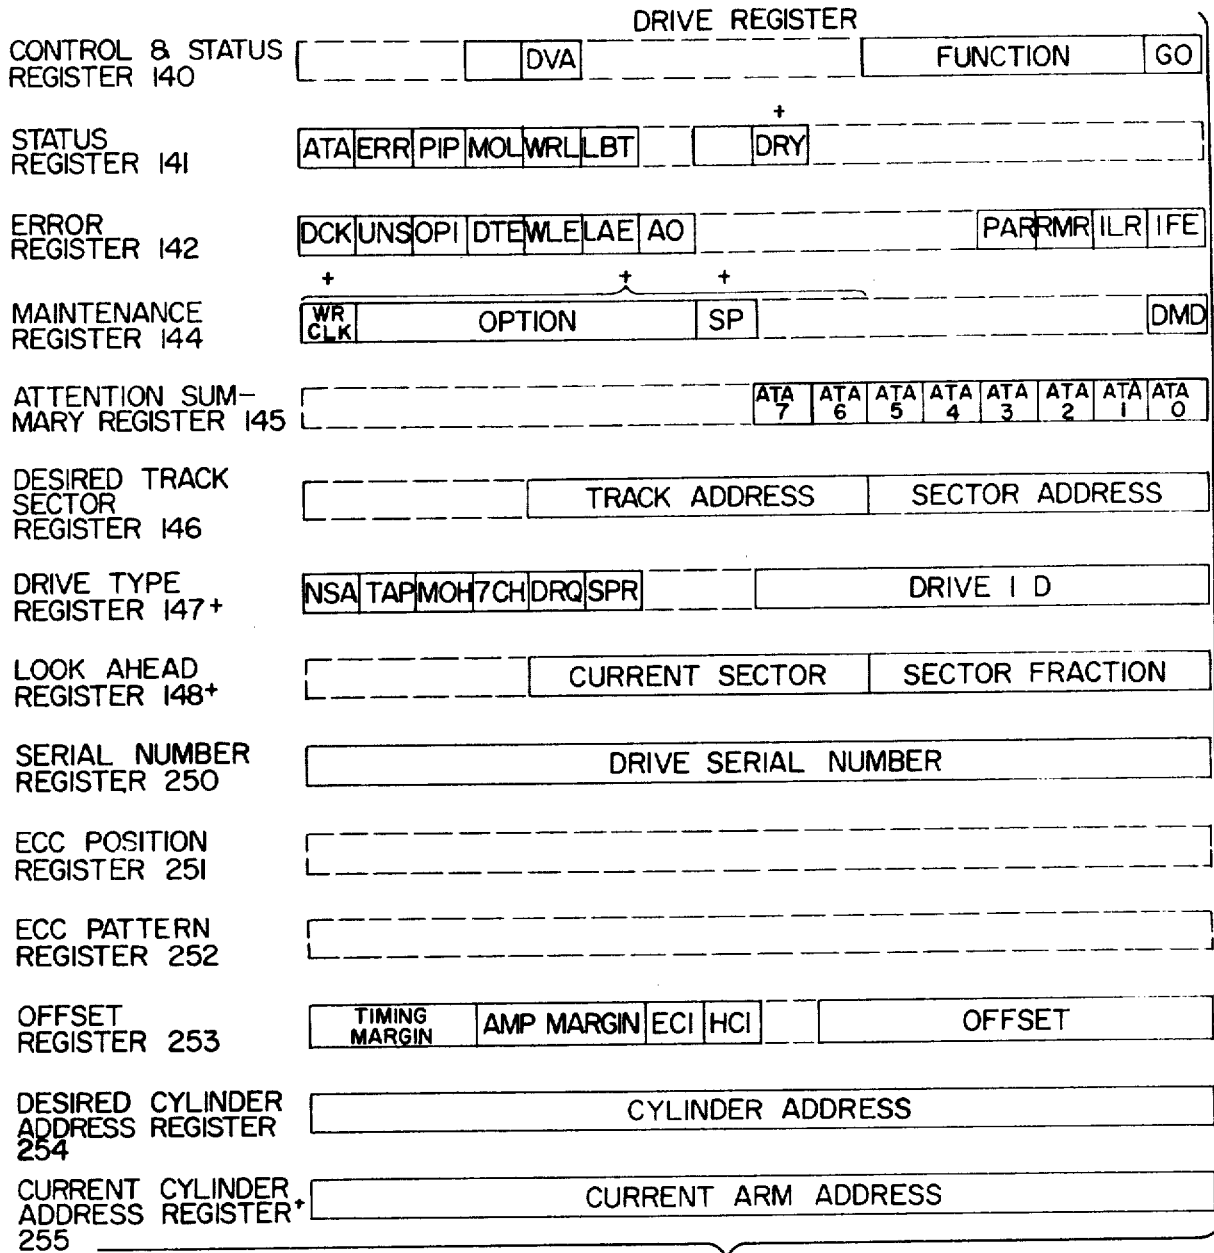 DRIVE REGISTER
CONTROL & STATUS
REGISTER 140
DVA FUNCTION GO
STATUS
REGISTER 141
+
ATA ERR PIP MOL WRL LBT DRY
ERROR
REGISTER 142
DCK UNS OPI DTE WLE LAE AO PAR RMR ILR IFE
+ + +
MAINTENANCE
REGISTER 144
WR
CLK
OPTION SP DMD
ATTENTION SUM-
MARY REGISTER 145
ATA ATA ATA ATA ATA ATA ATA ATA
7 6 5 4 3 2 1 0
DESIRED TRACK
SECTOR
REGISTER 146
TRACK ADDRESS SECTOR ADDRESS
DRIVE TYPE
REGISTER 147+
NSA TAP MOH 7CH DRQ SPR DRIVE I D
LOOK AHEAD
REGISTER 148+
CURRENT SECTOR SECTOR FRACTION
SERIAL NUMBER
REGISTER 250
DRIVE SERIAL NUMBER
ECC POSITION
REGISTER 251
ECC PATTERN
REGISTER 252
OFFSET
REGISTER 253
TIMING
MARGIN
AMP MARGIN ECI HCI OFFSET
DESIRED CYLINDER
ADDRESS REGISTER
254
CYLINDER ADDRESS
CURRENT CYLINDER
ADDRESS REGISTER+
255
CURRENT ARM ADDRESS